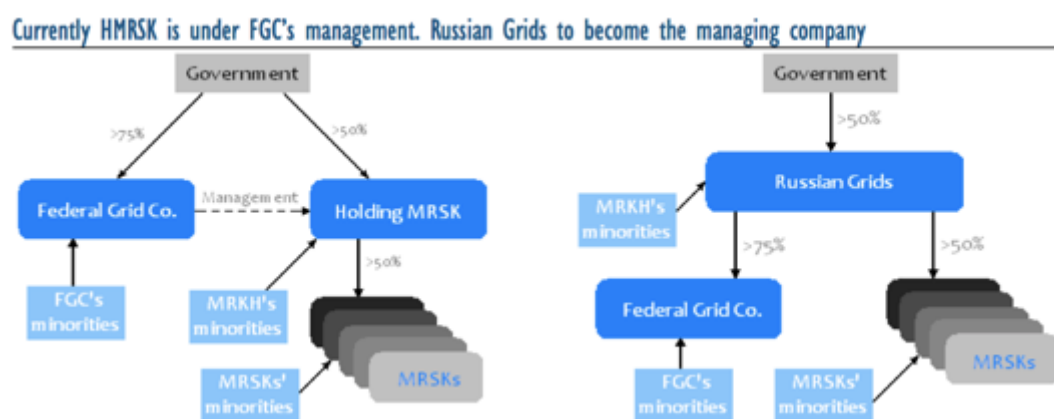 Currently HMRSK is under FGC's management. Russian Grids to become the managing company
Government
>75%
>50%
Federal Grid Co.
Management
Holding MRSK
>50%
FGC's
minorities
MRKH's
minorities
MRSKs'
minorities
MRSKs
Government
>50%
Russian Grids
MRKH's
minorities
>75%
>50%
Federal Grid Co.
FGC's
minorities
MRSKs'
minorities
MRSKs